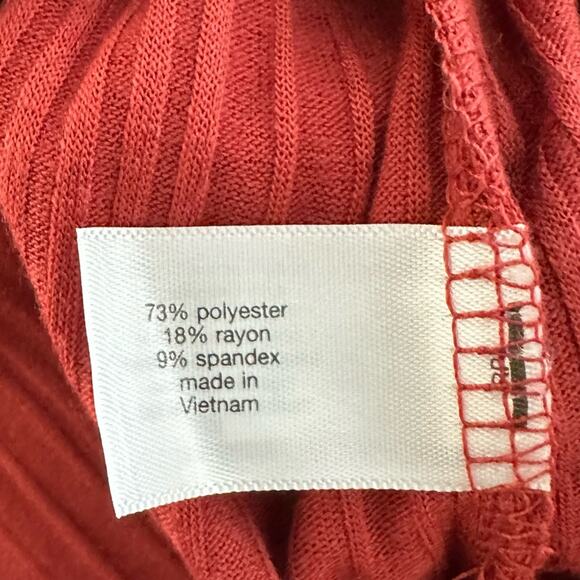 73% polyester
18% rayon
9% spandex
made in
Vietnam